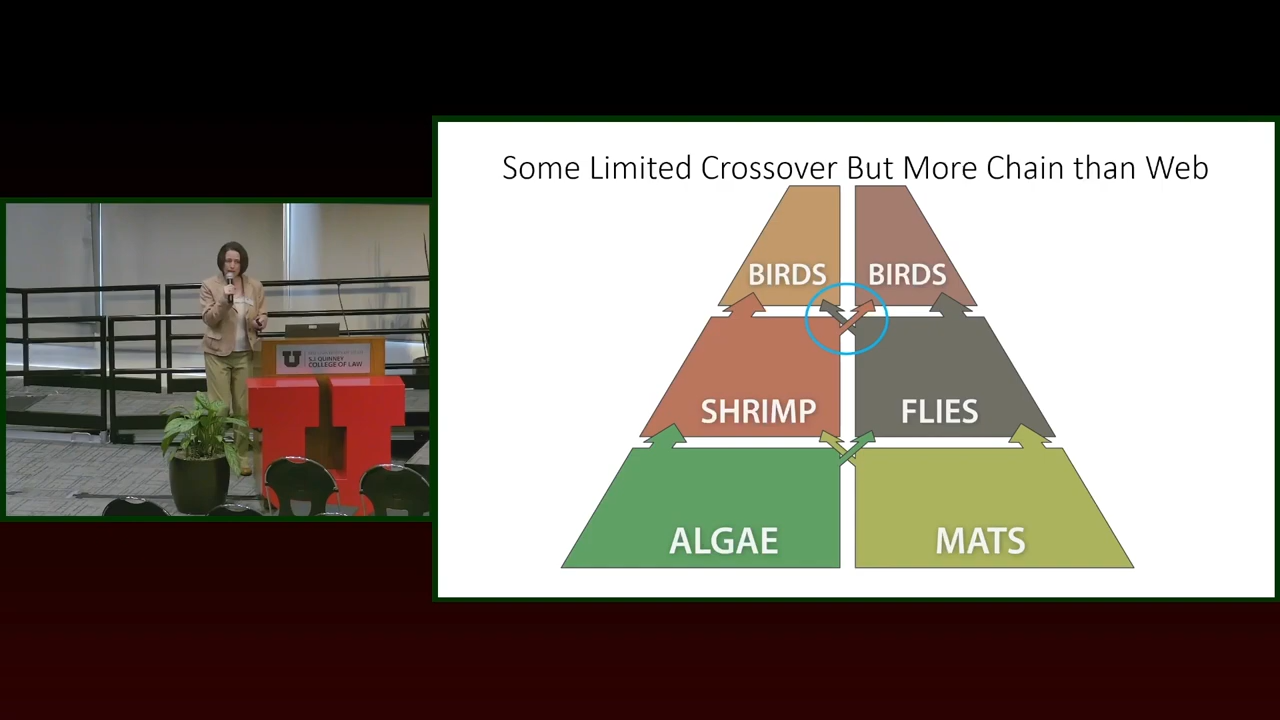 Some Limited Crossover But More Chain than Web
BIRDS BIRDS
SHRIMP FLIES
ALGAE MATS
U
S.J. QUINNEY
COLLEGE OF LAW